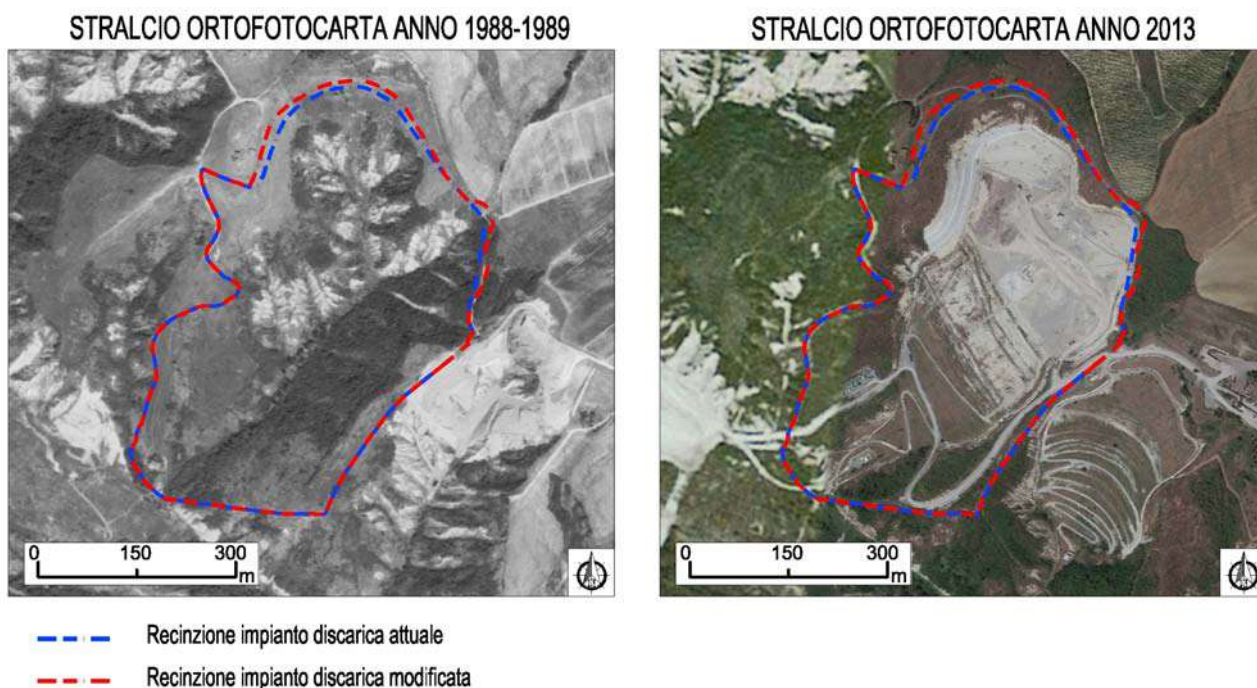 STRALCIO ORTOFOTOCARTA ANNO 1988-1989
STRALCIO ORTOFOTOCARTA ANNO 2013
0 150 300
m
0 150 300
m
Recinzione impianto discarica attuale
Recinzione impianto discarica modificata